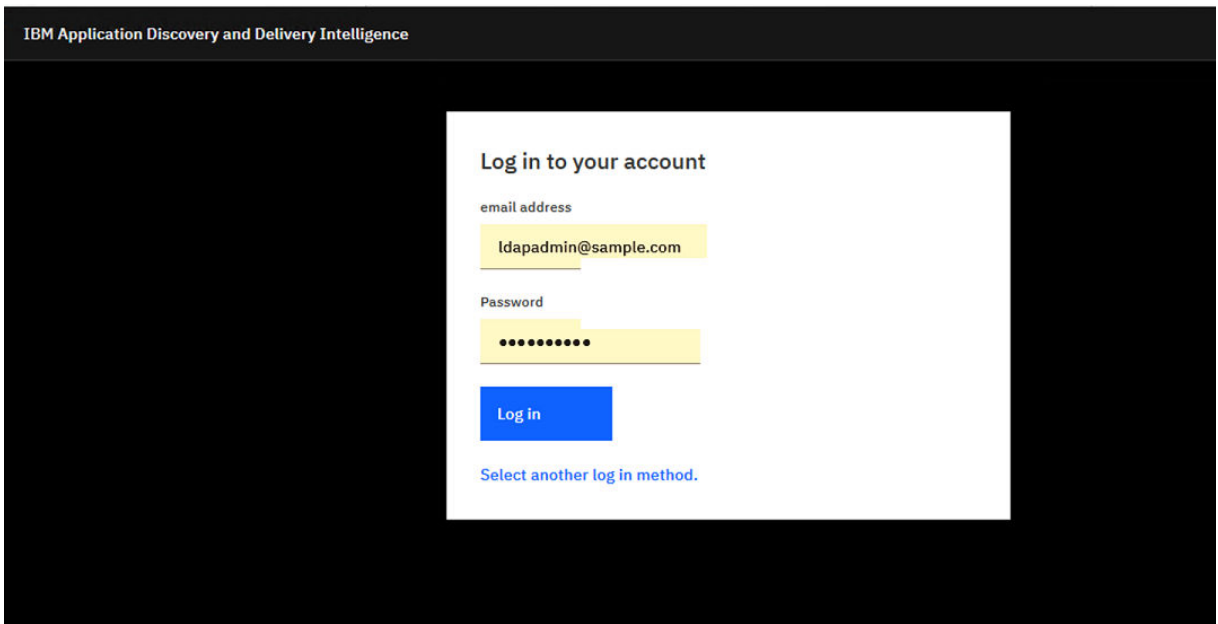 IBM Application Discovery and Delivery Intelligence
Log in to your account
email address
ldapadmin@sample.com
Password
••••••••••
Log in
Select another log in method.